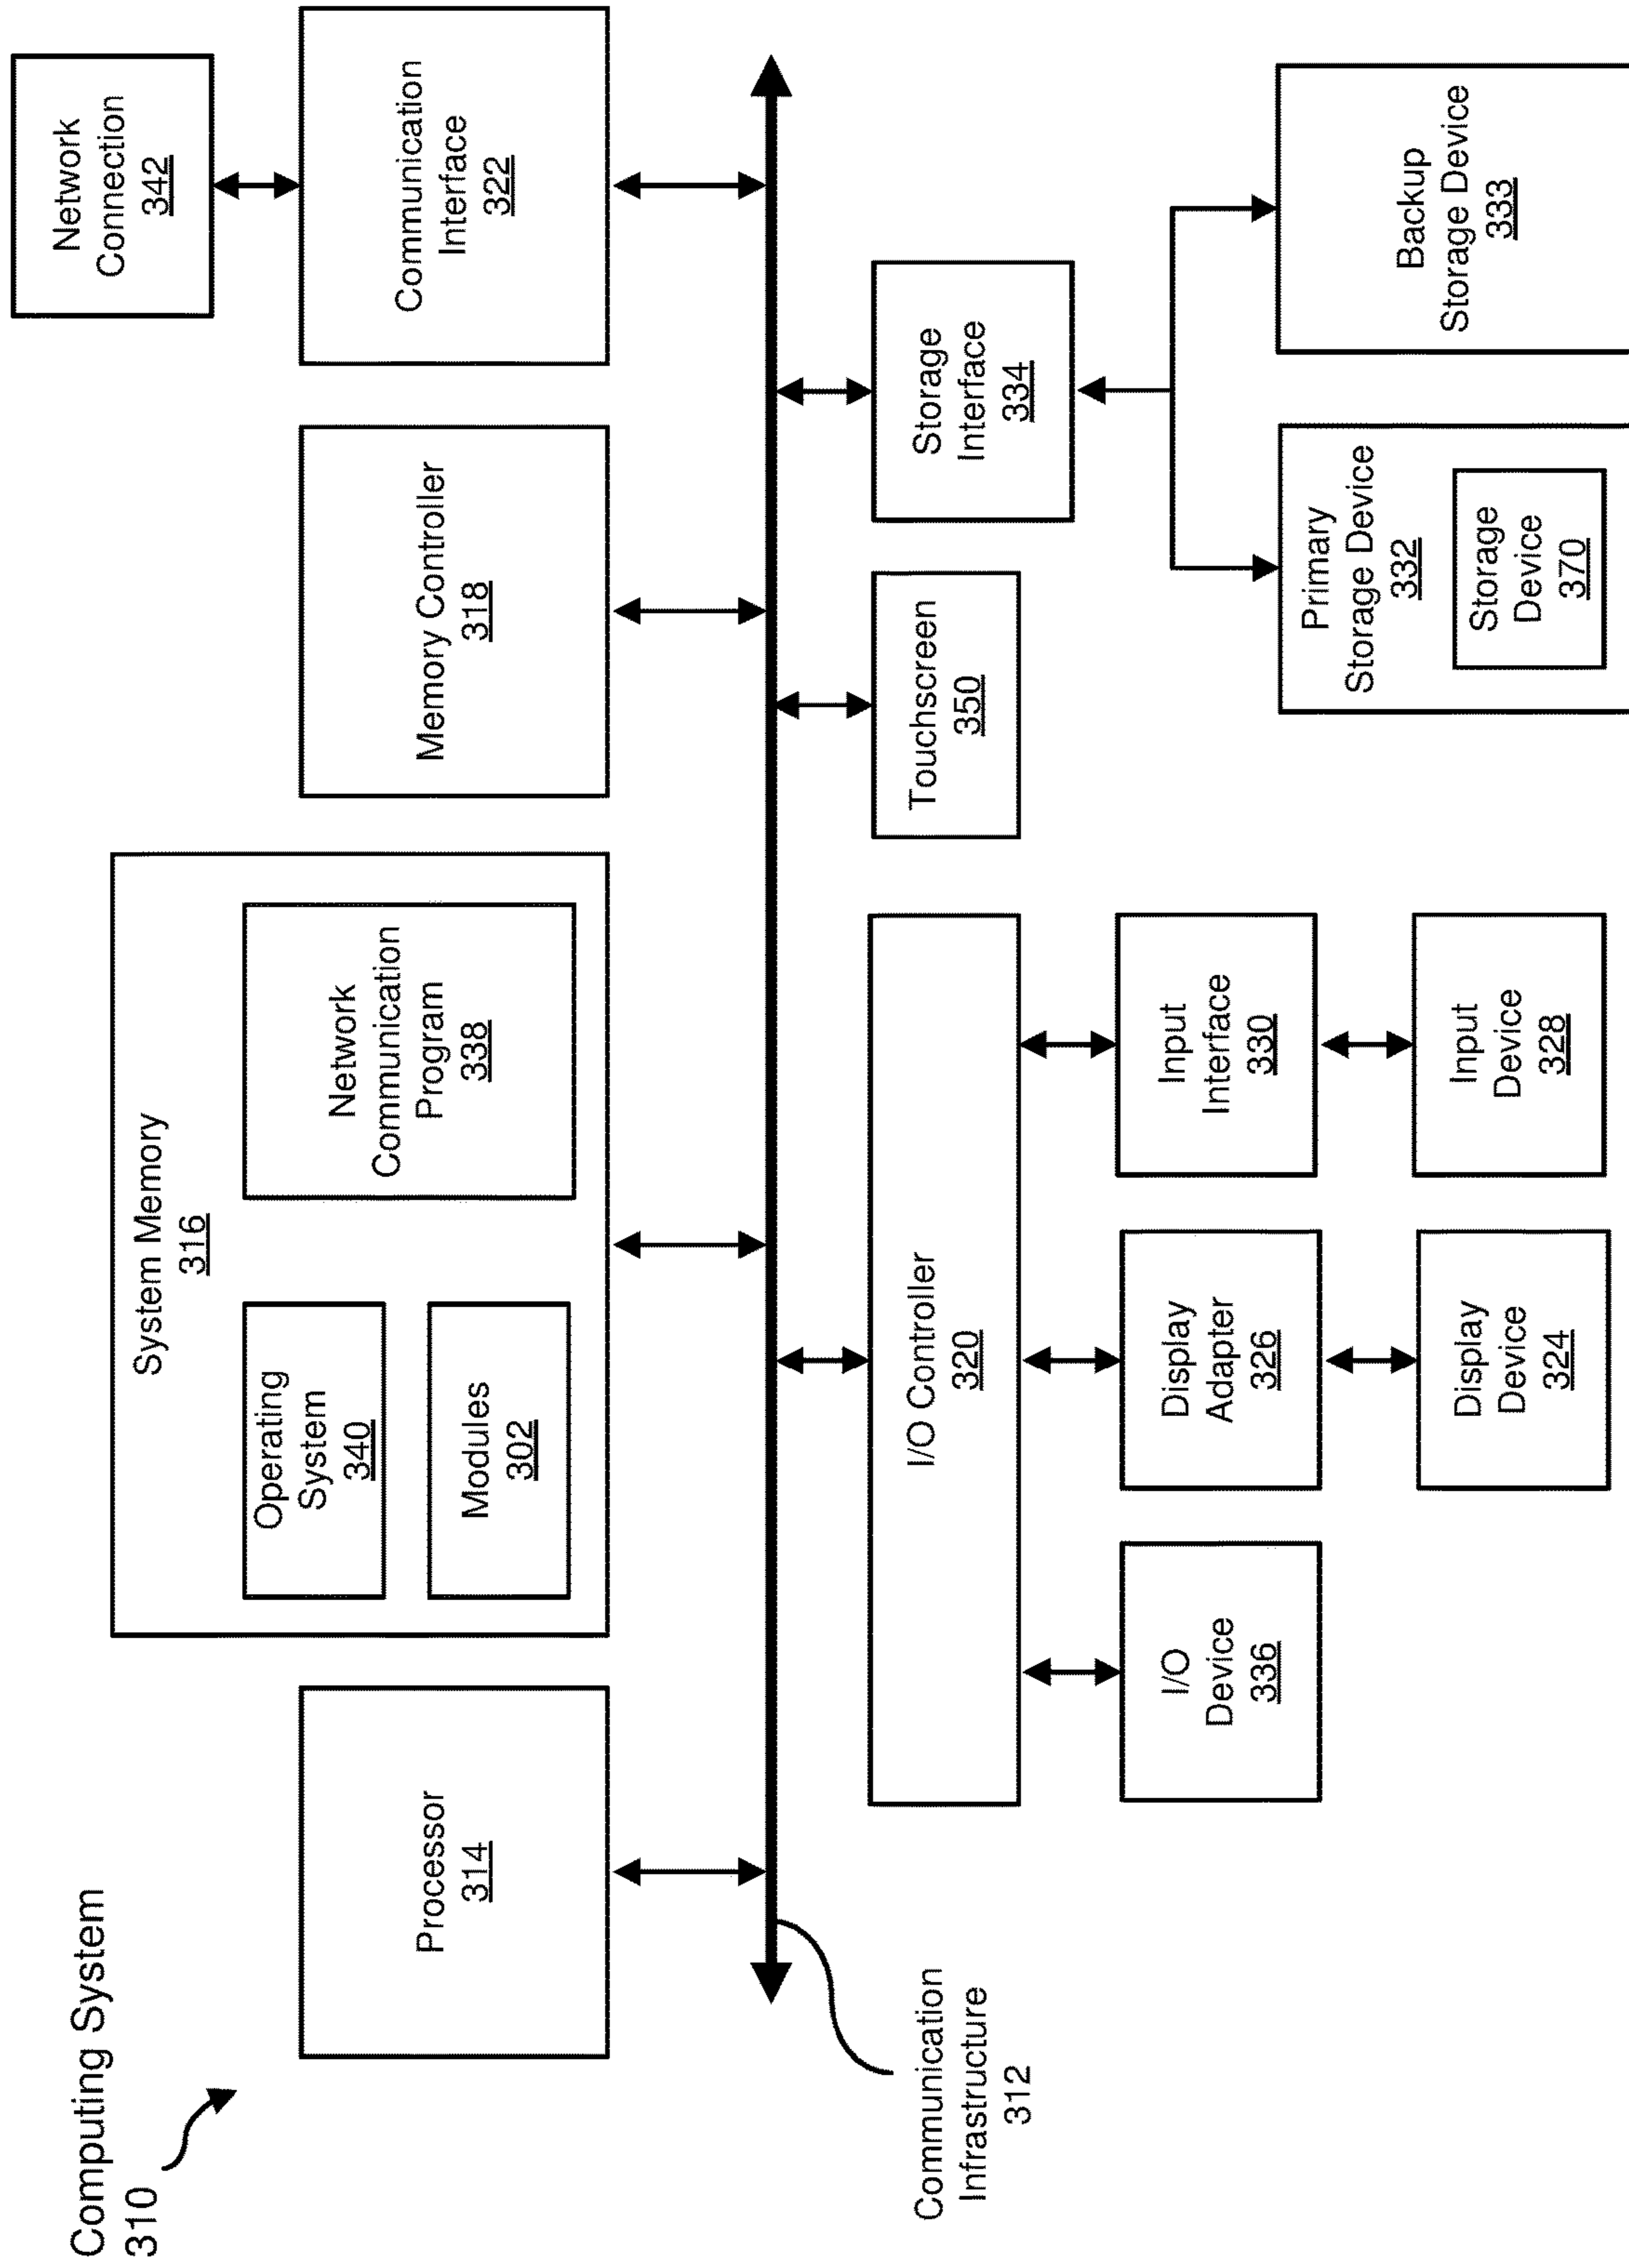 Computing System
310
Processor
314
System Memory
316
Operating
System
340
Modules
302
Network
Communication
Program
338
Memory Controller
318
Network
Connection
342
Communication
Interface
322
Communication
Infrastructure
312
I/O Controller
320
Touchscreen
350
Storage
Interface
334
I/O
Device
336
Display
Adapter
326
Input
Interface
330
Display
Device
324
Input
Device
328
Primary
Storage Device
332
Storage
Device
370
Backup
Storage Device
333